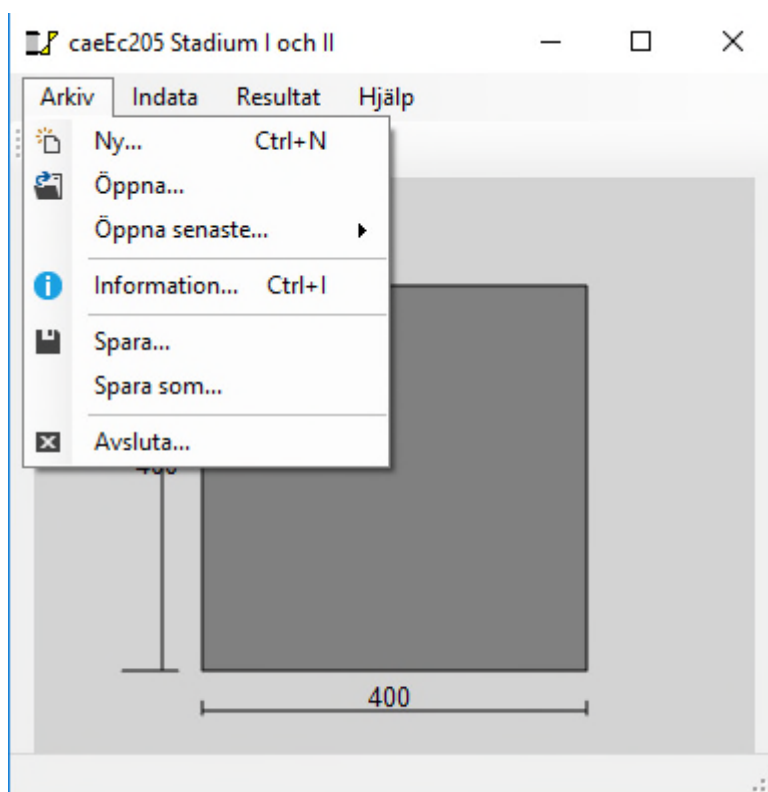 caeEc205 Stadium I och II
Arkiv Indata Resultat Hjälp
Ny... Ctrl+N
Öppna...
Öppna senaste...
Information... Ctrl+I
Spara...
Spara som...
Avsluta...
400